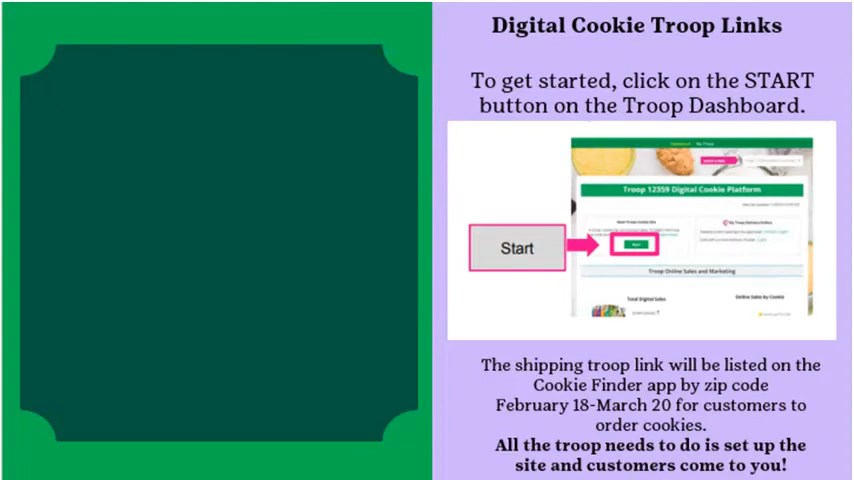 Digital Cookie Troop Links
To get started, click on the START
button on the Troop Dashboard.
Troop 12359 Digital Cookie Platform
Start
Troop Online Sales and Marketing
Total Digital Sales
Online Sales by Cookie
The shipping troop link will be listed on the
Cookie Finder app by zip code
February 18-March 20 for customers to
order cookies.
All the troop needs to do is set up the
site and customers come to you!